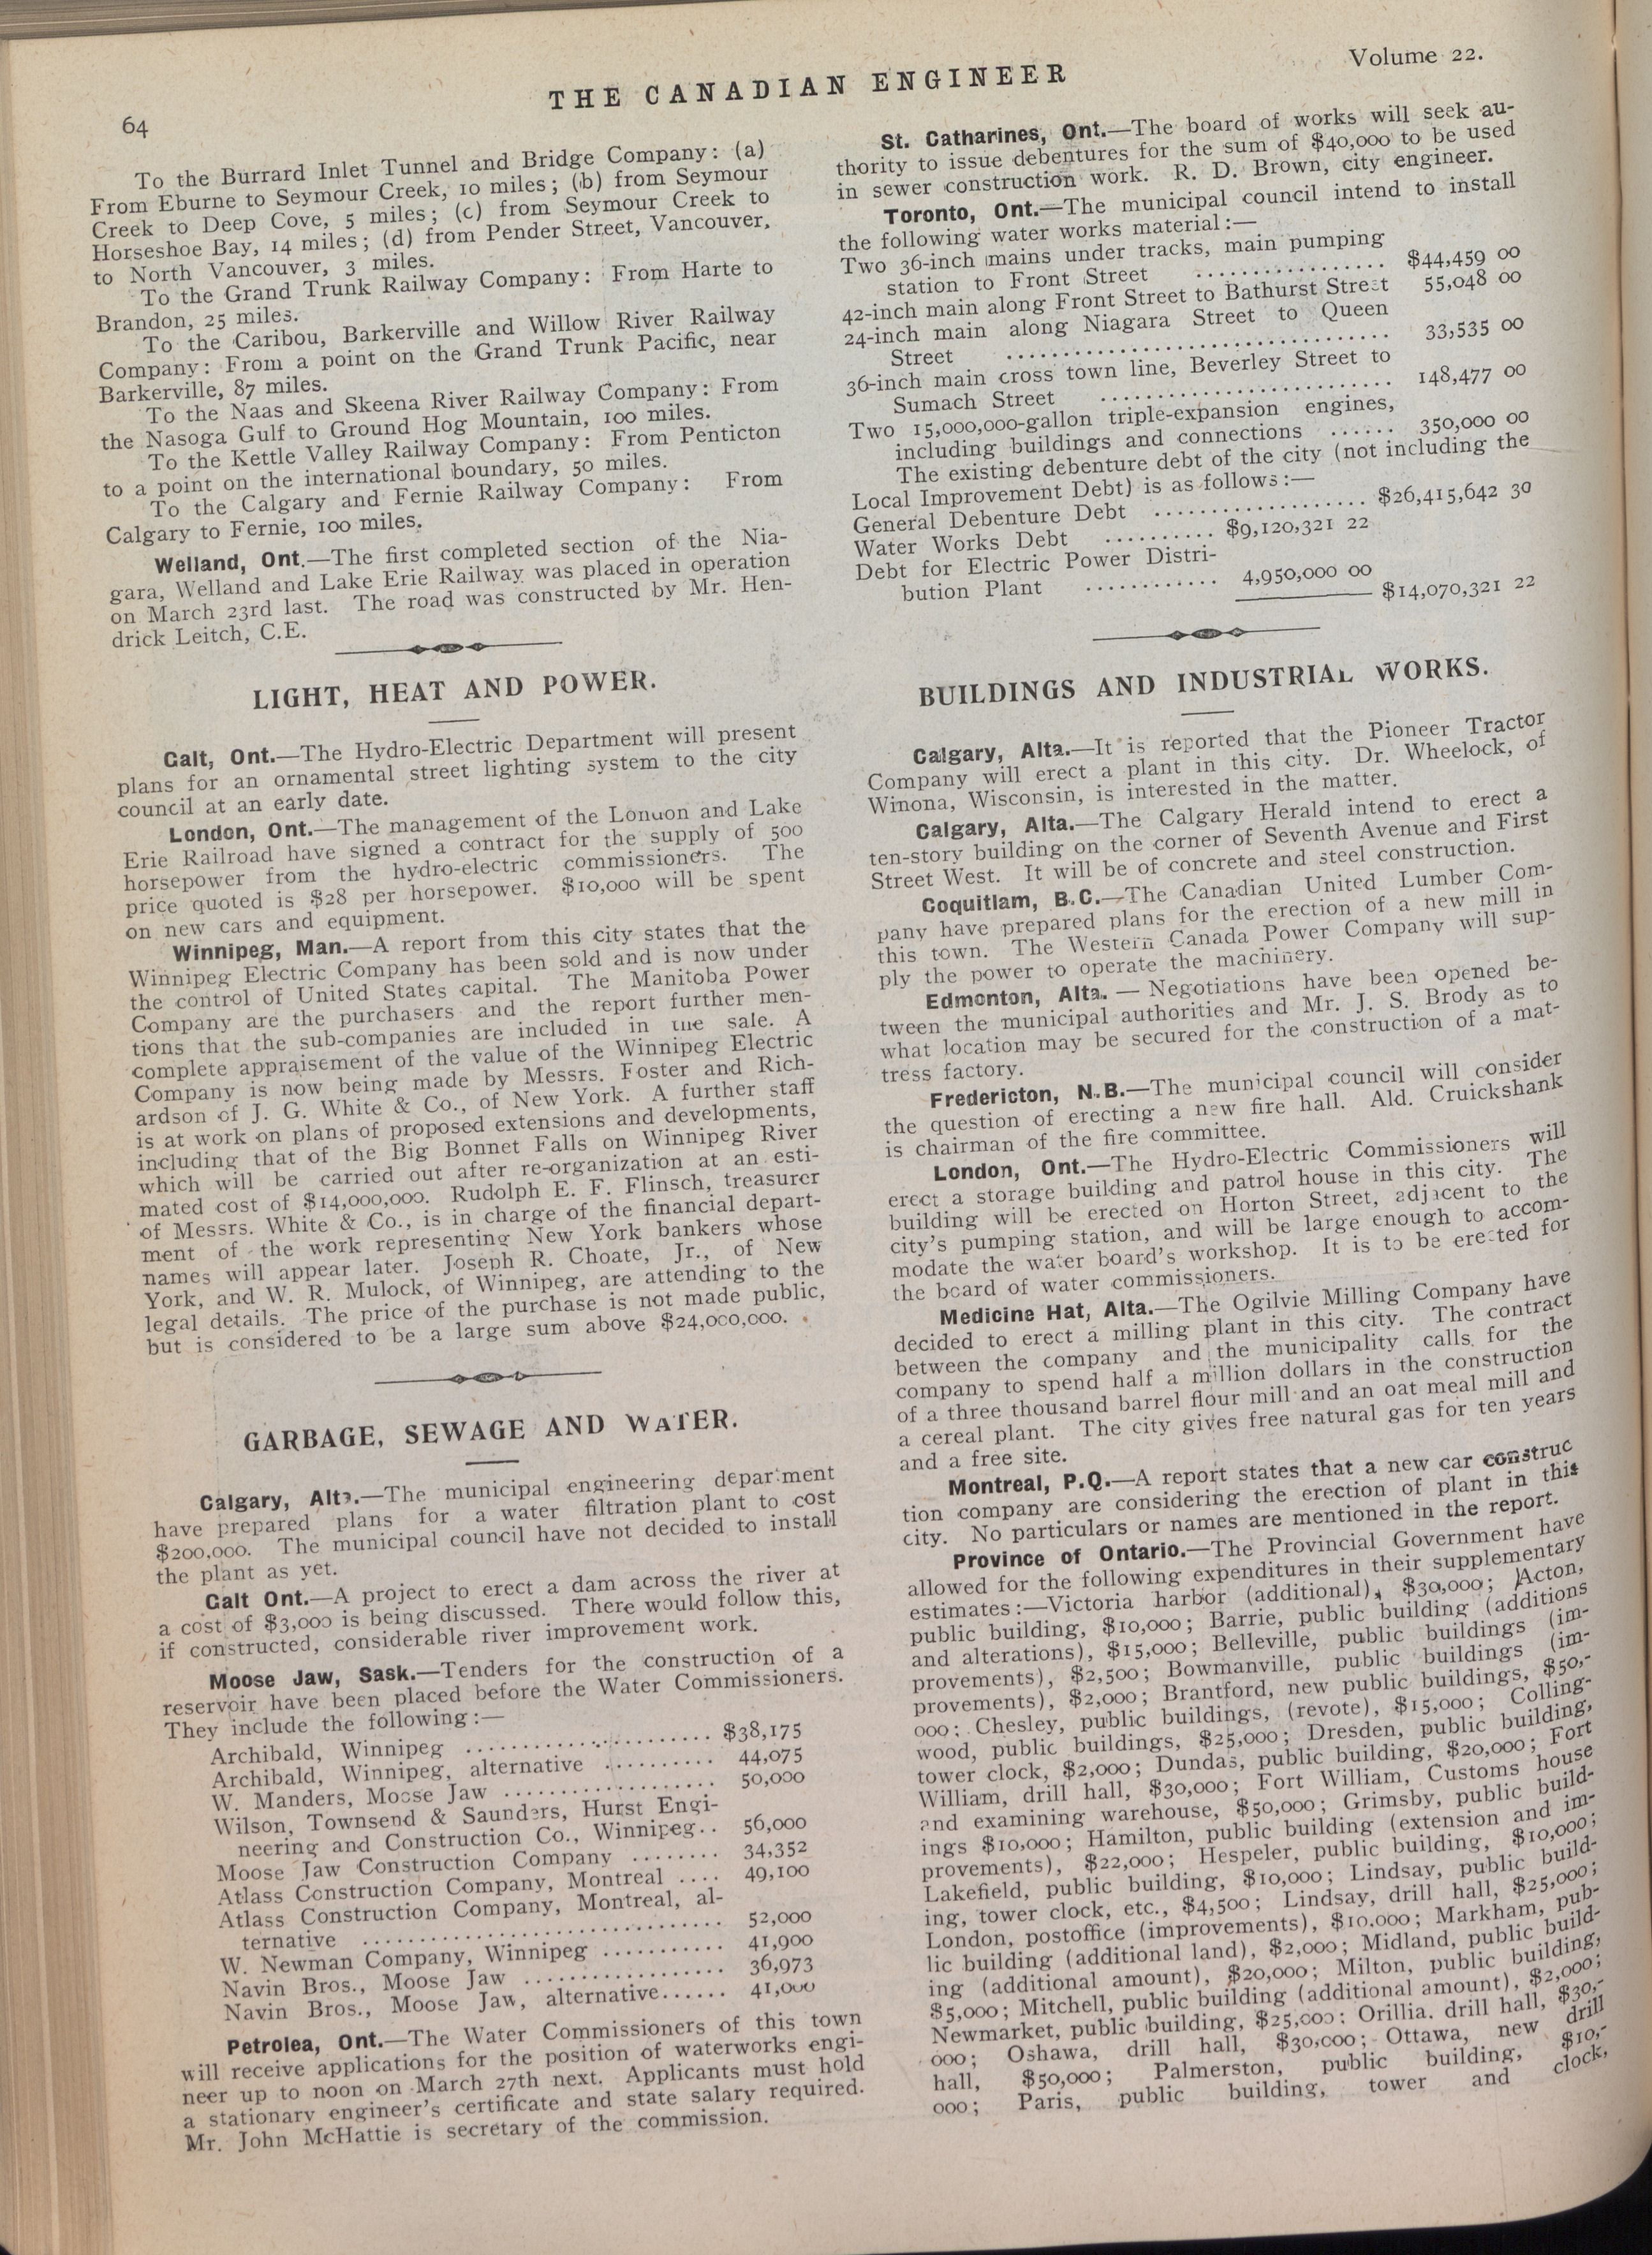 64
THE CANADIAN ENGINEER
Volume 22.
To the Burrard Inlet Tunnel and Bridge Company: (a)
From Eburne to Seymour Creek, 10 miles; (b) from Seymour
Creek to Deep Cove, 5 miles; (c) from Seymour Creek to
Horseshoe Bay, 14 miles; (d) from Pender Street, Vancouver,
to North Vancouver, 3 miles.
To the Grand Trunk Railway Company: From Harte to
Brandon, 25 miles.
To the Caribou, Barkerville and Willow River Railway
Company: From a point on the Grand Trunk Pacific, near
Barkerville, 87 miles.
To the Naas and Skeena River Railway Company: From
the Nasoga Gulf to Ground Hog Mountain, 100 miles.
To the Kettle Valley Railway Company: From Penticton
to a point on the international boundary, 50 miles.
To the Calgary and Fernie Railway Company: From
Calgary to Fernie, 100 miles.
Welland, Ont.—The first completed section of the Nia-
gara, Welland and Lake Erie Railway was placed in operation
on March 23rd last. The road was constructed by Mr. Hen-
drick Leitch, C.E.
LIGHT, HEAT AND POWER.
Galt, Ont.—The Hydro-Electric Department will present
plans for an ornamental street lighting system to the city
council at an early date.
London, Ont.—The management of the London and Lake
Erie Railroad have signed a contract for the supply of 500
horsepower from the hydro-electric commissioners. The
price quoted is $28 per horsepower. $10,000 will be spent
on new cars and equipment.
Winnipeg, Man.—A report from this city states that the
Winnipeg Electric Company has been sold and is now under
the control of United States capital. The Manitoba Power
Company are the purchasers and the report further men-
tions that the sub-companies are included in the sale. A
complete appraisement of the value of the Winnipeg Electric
Company is now being made by Messrs. Foster and Rich-
ardson of J. G. White & Co., of New York. A further staff
is at work on plans of proposed extensions and developments,
including that of the Big Bonnet Falls on Winnipeg River
which will be carried out after re-organization at an esti-
mated cost of $14,000,000. Rudolph E. F. Flinsch, treasurer
of Messrs. White & Co., is in charge of the financial depart-
ment of the work representing New York bankers whose
names will appear later. Joseph R. Choate, Jr., of New
York, and W. R. Mulock, of Winnipeg, are attending to the
legal details. The price of the purchase is not made public,
but is considered to be a large sum above $24,000,000.
GARBAGE, SEWAGE AND WATER.
Calgary, Alta.—The municipal engineering department
have prepared plans for a water filtration plant to cost
$200,000. The municipal council have not decided to install
the plant as yet.
Galt Ont.—A project to erect a dam across the river at
a cost of $3,000 is being discussed. There would follow this,
if constructed, considerable river improvement work.
Moose Jaw, Sask.—Tenders for the construction of a
reservoir have been placed before the Water Commissioners.
They include the following:—
Archibald, Winnipeg ...................... $38,175
Archibald, Winnipeg, alternative .......... 44,075
W. Manders, Moose Jaw .................... 50,000
Wilson, Townsend & Saunders, Hurst Engi-
neering and Construction Co., Winnipeg.. 56,000
Moose Jaw Construction Company ........ 34,352
Atlass Construction Company, Montreal .... 49,100
Atlass Construction Company, Montreal, al-
ternative ................................ 52,000
W. Newman Company, Winnipeg ........... 41,900
Navin Bros., Moose Jaw .................. 36,973
Navin Bros., Moose Jaw, alternative...... 41,000
Petrolea, Ont.—The Water Commissioners of this town
will receive applications for the position of waterworks engi-
neer up to noon on March 27th next. Applicants must hold
a stationary engineer's certificate and state salary required.
Mr. John McHattie is secretary of the commission.
St. Catharines, Ont.—The board of works will seek au-
thority to issue debentures for the sum of $40,000 to be used
in sewer construction work. R. D. Brown, city engineer.
Toronto, Ont.—The municipal council intend to install
the following water works material:—
Two 36-inch mains under tracks, main pumping
station to Front Street ................ $44,459 00
42-inch main along Front Street to Bathurst Street 55,048 00
24-inch main along Niagara Street to Queen
Street ................................ 33,535 00
36-inch main cross town line, Beverley Street to
Sumach Street ........................ 148,477 00
Two 15,000,000-gallon triple-expansion engines,
including buildings and connections ...... 350,000 00
The existing debenture debt of the city (not including the
Local Improvement Debt) is as follows:—
General Debenture Debt .................. $26,415,642 30
Water Works Debt .......... $9,120,321 22
Debt for Electric Power Distri-
bution Plant ........... 4,950,000 00
$14,070,321 22
BUILDINGS AND INDUSTRIAL WORKS.
Calgary, Alta.—It is reported that the Pioneer Tractor
Company will erect a plant in this city. Dr. Wheelock, of
Winona, Wisconsin, is interested in the matter.
Calgary, Alta.—The Calgary Herald intend to erect a
ten-story building on the corner of Seventh Avenue and First
Street West. It will be of concrete and steel construction.
Coquitlam, B.C.—The Canadian United Lumber Com-
pany have prepared plans for the erection of a new mill in
this town. The Western Canada Power Company will sup-
ply the power to operate the machinery.
Edmonton, Alta. — Negotiations have been opened be-
tween the municipal authorities and Mr. J. S. Brody as to
what location may be secured for the construction of a mat-
tress factory.
Fredericton, N.B.—The municipal council will consider
the question of erecting a new fire hall. Ald. Cruickshank
is chairman of the fire committee.
London, Ont.—The Hydro-Electric Commissioners will
erect a storage building and patrol house in this city. The
building will be erected on Horton Street, adjacent to the
city's pumping station, and will be large enough to accom-
modate the water board's workshop. It is to be erected for
the board of water commissioners.
Medicine Hat, Alta.—The Ogilvie Milling Company have
decided to erect a milling plant in this city. The contract
between the company and the municipality calls for the
company to spend half a million dollars in the construction
of a three thousand barrel flour mill and an oat meal mill and
a cereal plant. The city gives free natural gas for ten years
and a free site.
Montreal, P.Q.—A report states that a new car construc
tion company are considering the erection of plant in this
city. No particulars or names are mentioned in the report.
Province of Ontario.—The Provincial Government have
allowed for the following expenditures in their supplementary
estimates:—Victoria harbor (additional), $30,000; Acton,
public building, $10,000; Barrie, public building (additions
and alterations), $15,000; Belleville, public buildings (im-
provements), $2,500; Bowmanville, public buildings (im-
provements), $2,000; Brantford, new public buildings, $50,-
000; Chesley, public buildings, (revote), $15,000; Colling-
wood, public buildings, $25,000; Dresden, public building,
tower clock, $2,000; Dundas, public building, $20,000; Fort
William, drill hall, $30,000; Fort William, Customs house
and examining warehouse, $50,000; Grimsby, public build-
ings $10,000; Hamilton, public building (extension and im-
provements), $22,000; Hespeler, public building, $10,000;
Lakefield, public building, $10,000; Lindsay, public build-
ing, tower clock, etc., $4,500; Lindsay, drill hall, $25,000;
London, postoffice (improvements), $10,000; Markham, pub-
lic building (additional land), $2,000; Midland, public build-
ing (additional amount), $20,000; Milton, public building,
$5,000; Mitchell, public building (additional amount), $2,000;
Newmarket, public building, $25,000; Orillia. drill hall, $30,-
000; Oshawa, drill hall, $30,000; Ottawa, new drill
hall, $50,000; Palmerston, public building, $10,-
000; Paris, public building, tower and clock,